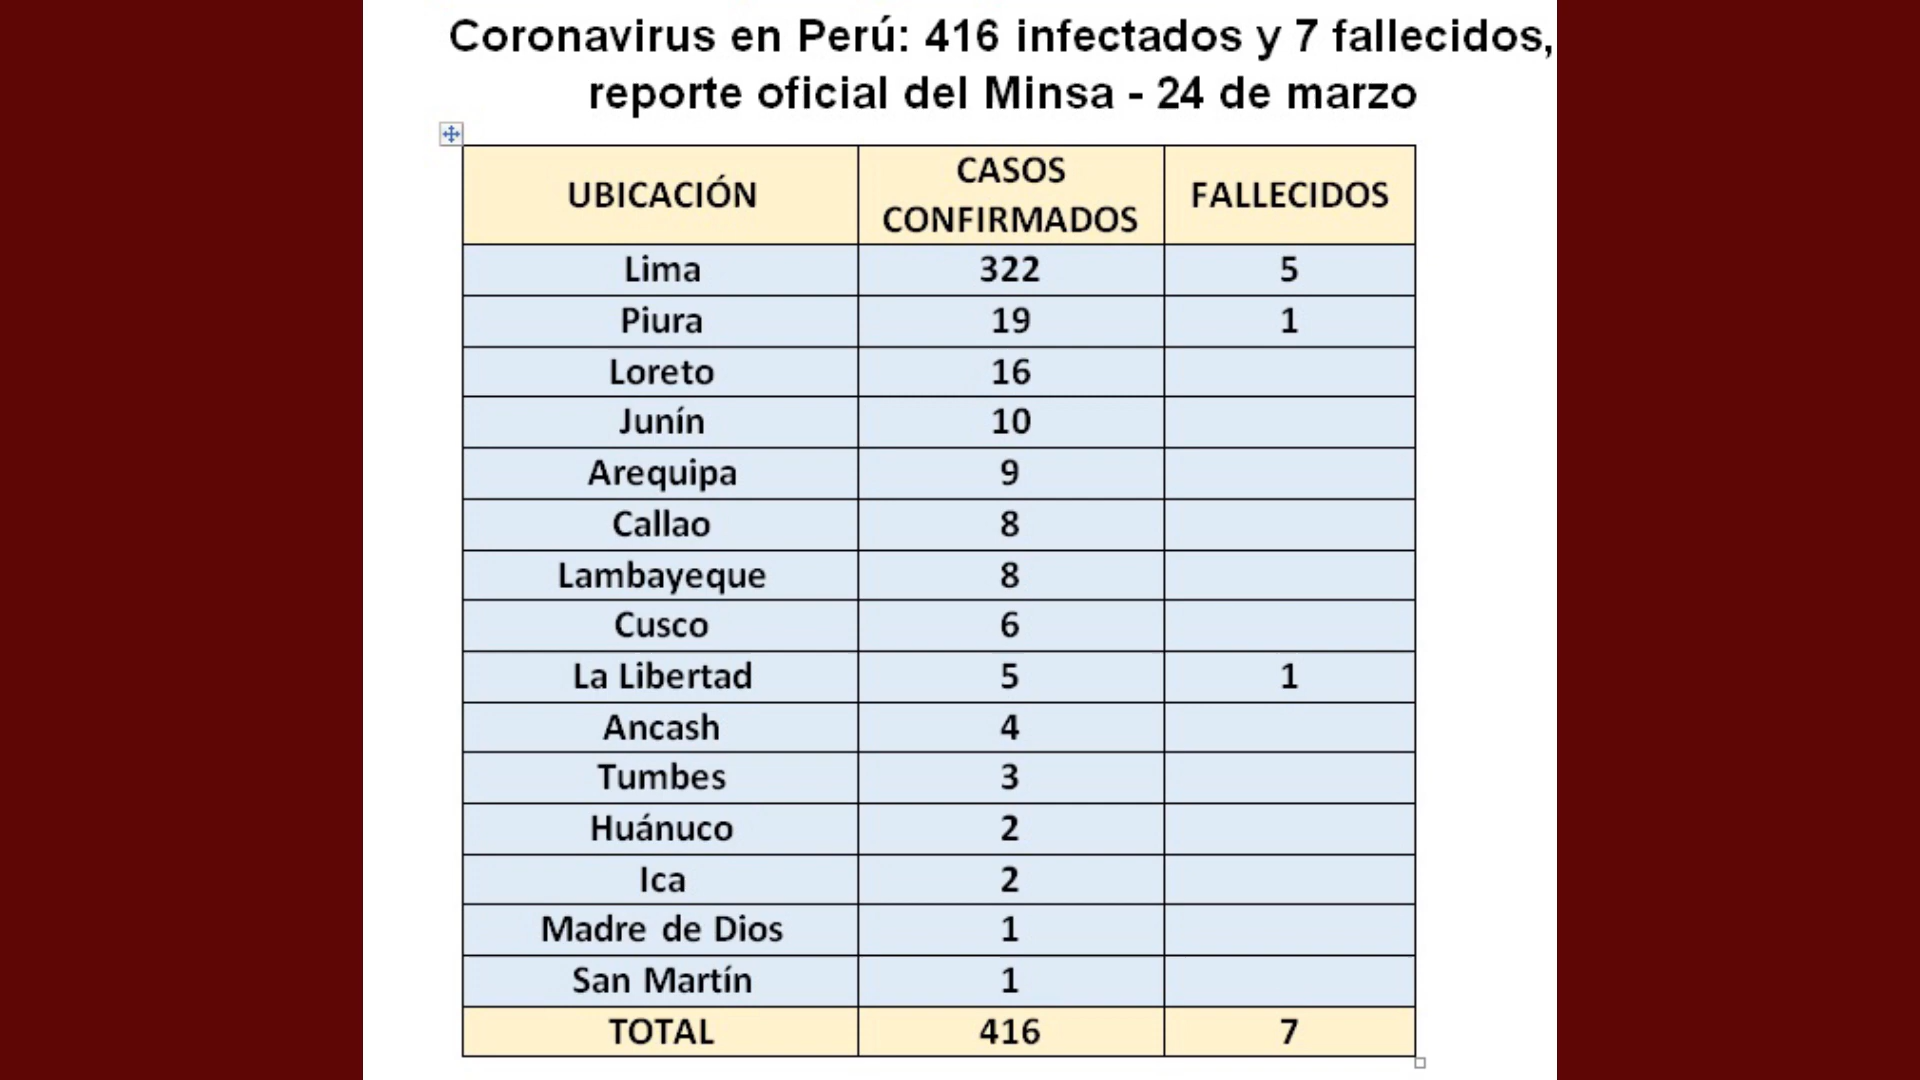 Coronavirus en Perú: 416 infectados y 7 fallecidos,
reporte oficial del Minsa - 24 de marzo
UBICACIÓN CASOS CONFIRMADOS FALLECIDOS
Lima 322 5
Piura 19 1
Loreto 16
Junín 10
Arequipa 9
Callao 8
Lambayeque 8
Cusco 6
La Libertad 5 1
Ancash 4
Tumbes 3
Huánuco 2
Ica 2
Madre de Dios 1
San Martín 1
TOTAL 416 7